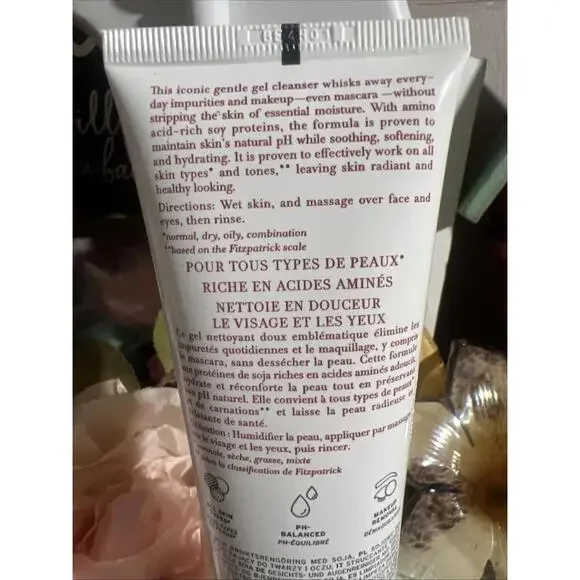 This iconic gentle gel cleanser whisks away every-
day impurities and makeup—even mascara—without
stripping the skin of essential moisture. With amino
acid-rich soy proteins, the formula is proven to
maintain skin's natural pH while soothing, softening,
and hydrating. It is proven to effectively work on all
skin types* and tones,** leaving skin radiant and
healthy looking.
Directions: Wet skin, and massage over face and
eyes, then rinse.
*normal, dry, oily, combination
**based on the Fitzpatrick scale
POUR TOUS TYPES DE PEAUX*
RICHE EN ACIDES AMINÉS
NETTOIE EN DOUCEUR
LE VISAGE ET LES YEUX
Ce gel nettoyant doux emblématique élimine les
impuretés quotidiennes et le maquillage, y compris
le mascara, sans dessécher la peau. Cette formule
aux protéines de soja riches en acides aminés adoucit,
hydrate et réconforte la peau tout en préservant
son pH naturel. Elle convient à tous types de peaux*
et de carnations** et laisse la peau radieuse et
éclatante de santé.
Utilisation : Humidifier la peau, appliquer par massage
sur le visage et les yeux, puis rincer.
normale, sèche, grasse, mixte
selon la classification de Fitzpatrick
ALL SKIN
TYPES*
PH-
BALANCED
PH-ÉQUILIBRÉ
MAKEUP
REMOVAL